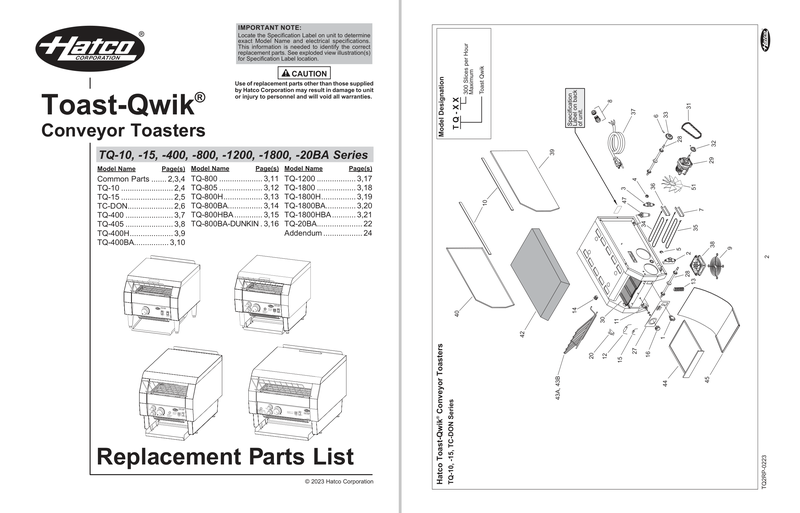 Hatco®
CORPORATION
IMPORTANT NOTE:
Locate the Specification Label on unit to determine
exact Model Name and electrical specifications.
This information is needed to identify the correct
replacement parts. See exploded view illustration(s)
for Specification Label location.
CAUTION
Use of replacement parts other than those supplied
by Hatco Corporation may result in damage to unit
or injury to personnel and will void all warranties.
Toast-Qwik®
Conveyor Toasters
TQ-10, -15, -400, -800, -1200, -1800, -20BA Series
Model Name Page(s)
Common Parts ....... 2,3,4
TQ-10 ........................ 2,4
TQ-15 ........................ 2,5
TC-DON..................... 2,6
TQ-400 ...................... 3,7
TQ-405 ...................... 3,8
TQ-400H.................... 3,9
TQ-400BA................ 3,10
Model Name Page(s)
TQ-800 .................... 3,11
TQ-805 .................... 3,12
TQ-800H.................. 3,13
TQ-800BA................ 3,14
TQ-800HBA ............. 3,15
TQ-800BA-DUNKIN . 3,16
Model Name Page(s)
TQ-1200 .................. 3,17
TQ-1800 .................. 3,18
TQ-1800H................ 3,19
TQ-1800BA.............. 3,20
TQ-1800HBA ........... 3,21
TQ-20BA..................... 22
Addendum .................. 24
Replacement Parts List
© 2023 Hatco Corporation
Hatco Toast-Qwik® Conveyor Toasters
TQ-10, -15, TC-DON Series
Model Designation
TQ - XX
300 Slices per Hour
Maximum
Toast Qwik
Specification
Label on back
of unit.
8
37
6
33
31
28
32
29
51
39
10
3
4
36
47
34
7
35
5
2
38
9
28
13
40
42
14
30
11
20
12
15
27
16
1
43A, 43B
44
45
2
TQ2RP-0223